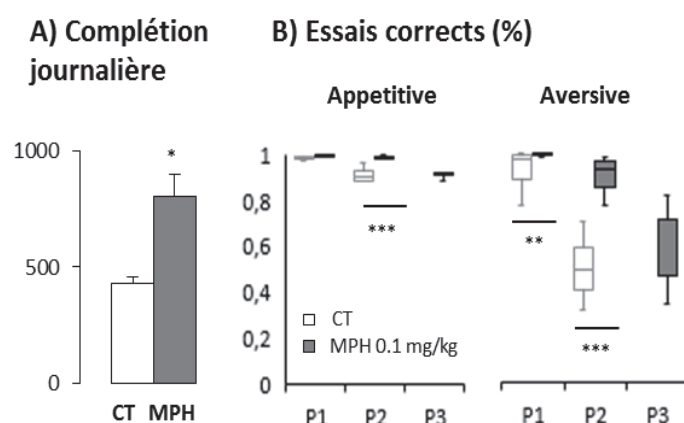 A) Complétion
journalière
1000
500
0
*
CT MPH
B) Essais corrects (%)
Appetitive
Aversive
1
0,8
0,6
0,4
0,2
0
***
CT
MPH 0.1 mg/kg
P1 P2 P3
**
***
P1 P2 P3